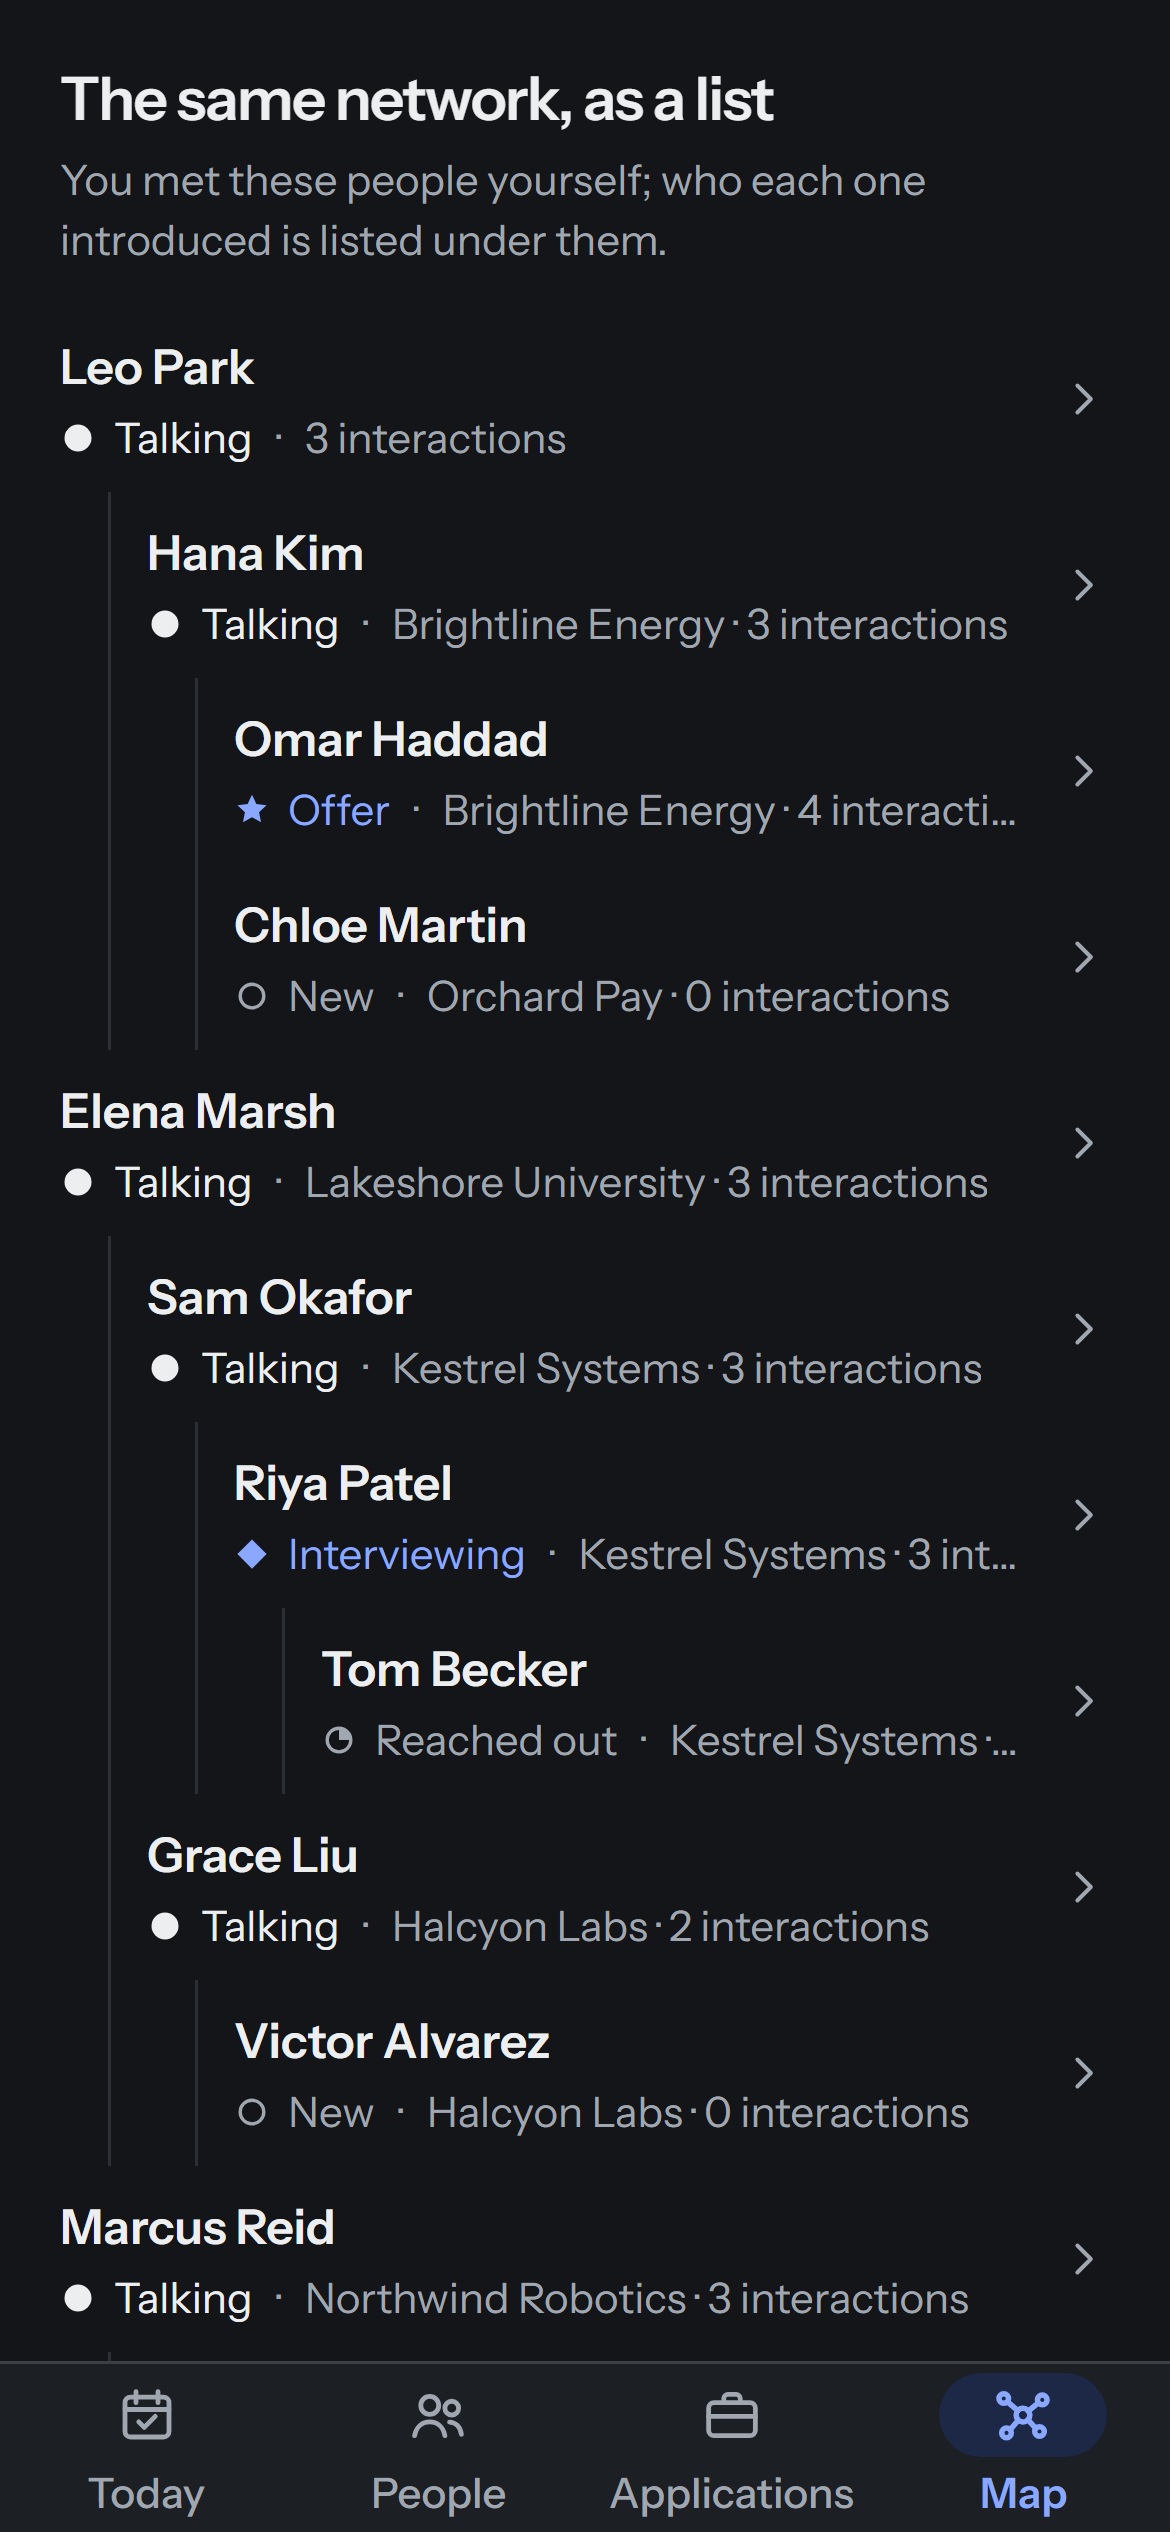 The same network, as a list
You met these people yourself; who each one
introduced is listed under them.
Leo Park
Talking · 3 interactions
Hana Kim
Talking · Brightline Energy · 3 interactions
Omar Haddad
Offer · Brightline Energy · 4 interacti...
Chloe Martin
New · Orchard Pay · 0 interactions
Elena Marsh
Talking · Lakeshore University · 3 interactions
Sam Okafor
Talking · Kestrel Systems · 3 interactions
Riya Patel
Interviewing · Kestrel Systems · 3 int...
Tom Becker
Reached out · Kestrel Systems ·...
Grace Liu
Talking · Halcyon Labs · 2 interactions
Victor Alvarez
New · Halcyon Labs · 0 interactions
Marcus Reid
Talking · Northwind Robotics · 3 interactions
Today People Applications Map